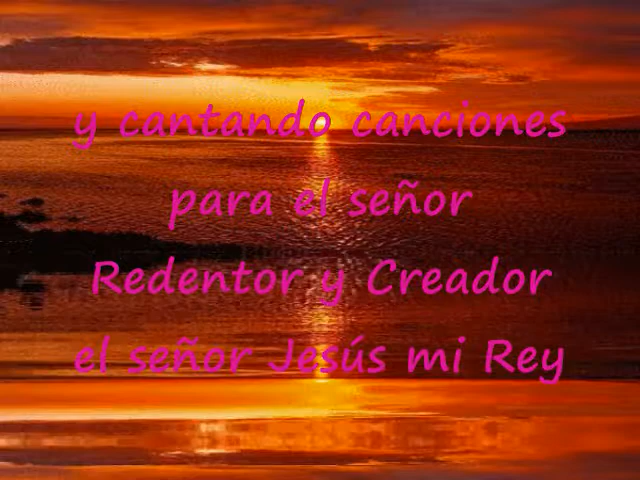 y cantando canciones
para el señor
Redentor y Creador
el señor Jesús mi Rey